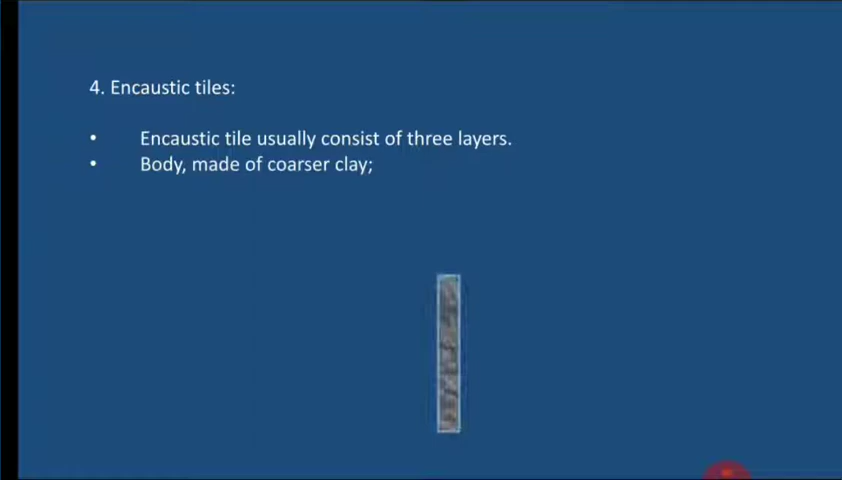 4. Encaustic tiles:
• Encaustic tile usually consist of three layers.
• Body, made of coarser clay;